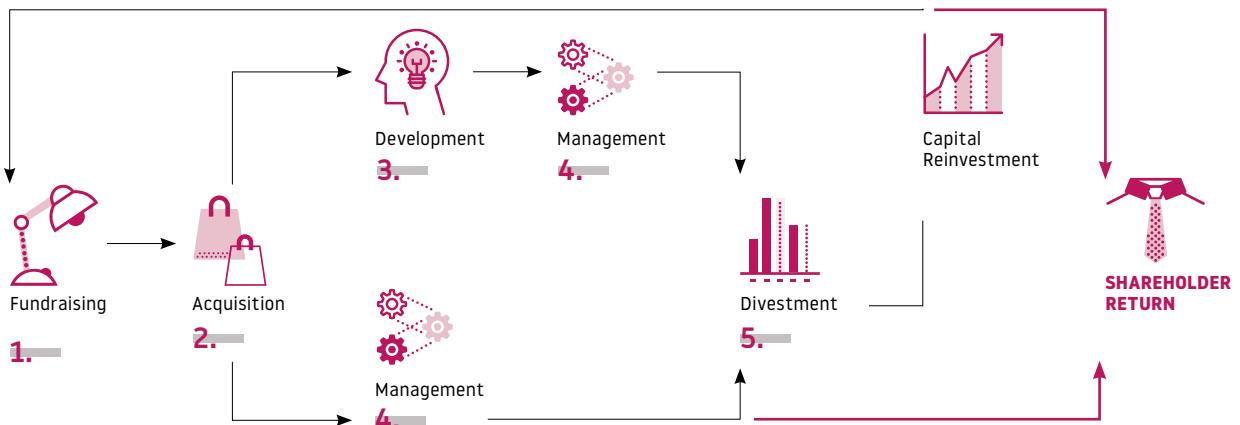 Development
3.
Management
4.
Capital
Reinvestment
Fundraising
1.
Acquisition
2.
Management
4.
Divestment
5.
SHAREHOLDER
RETURN